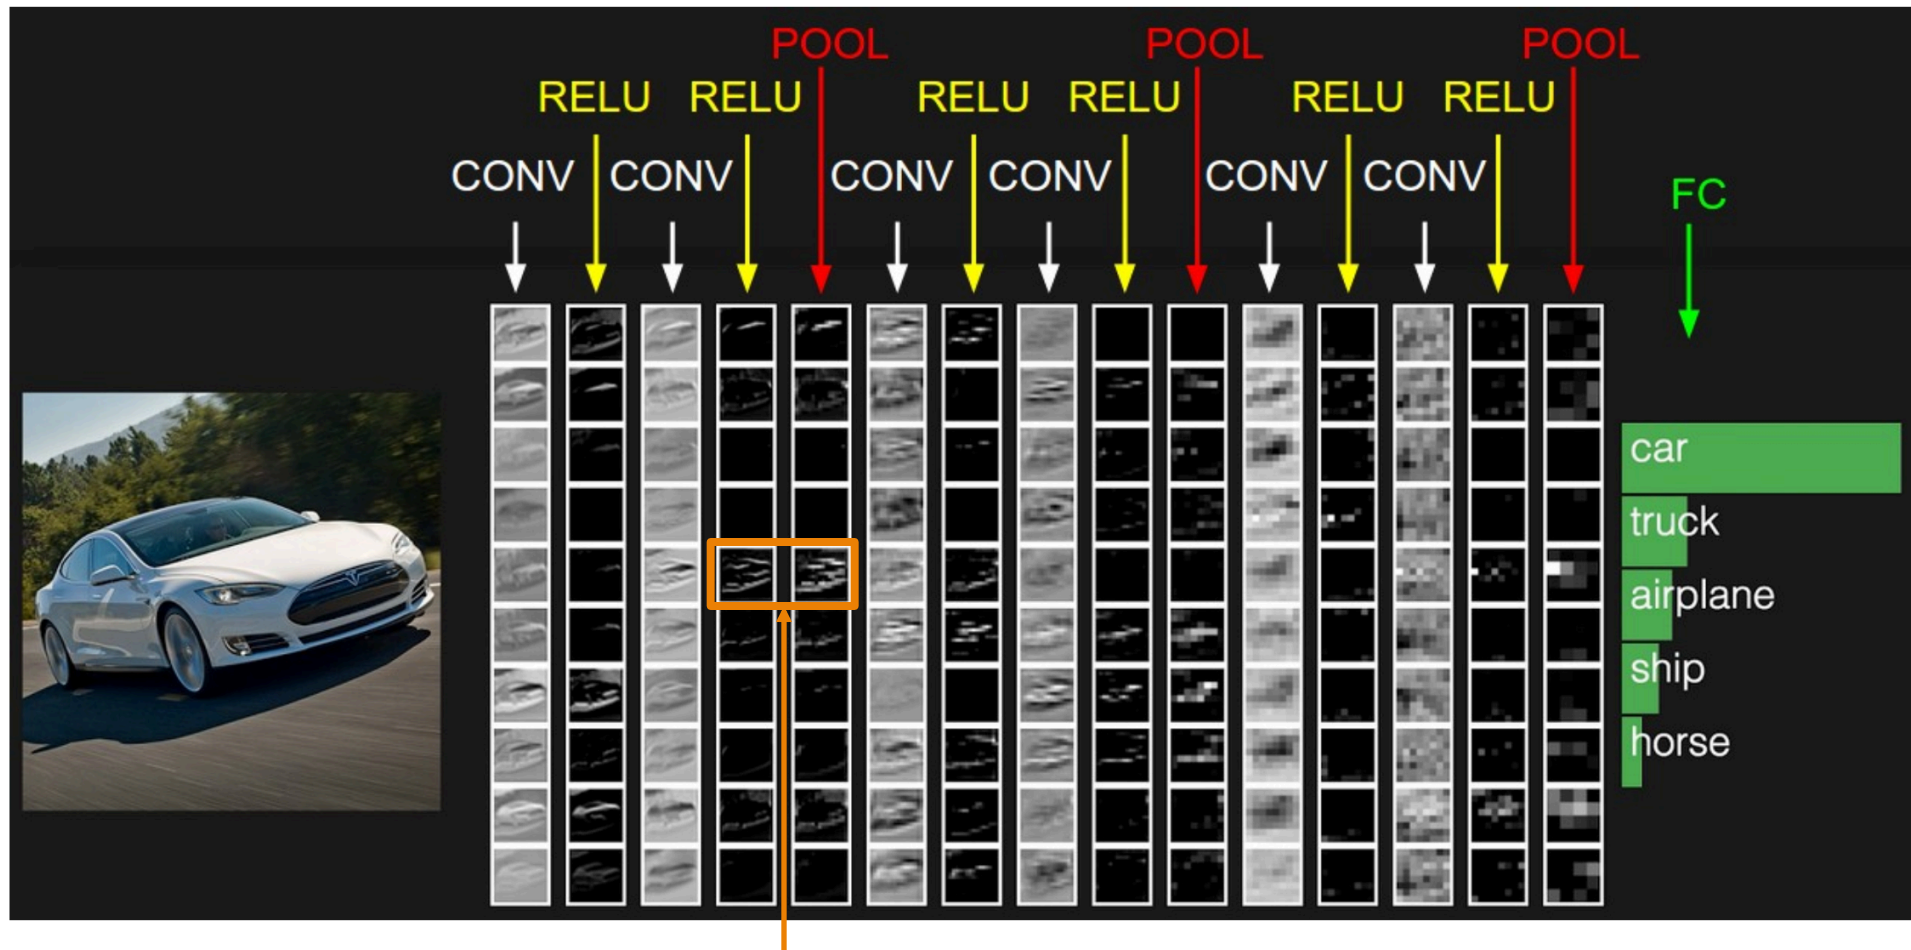 POOL POOL POOL
RELU RELU RELU RELU RELU RELU
CONV CONV CONV CONV CONV CONV
FC
car
truck
airplane
ship
horse